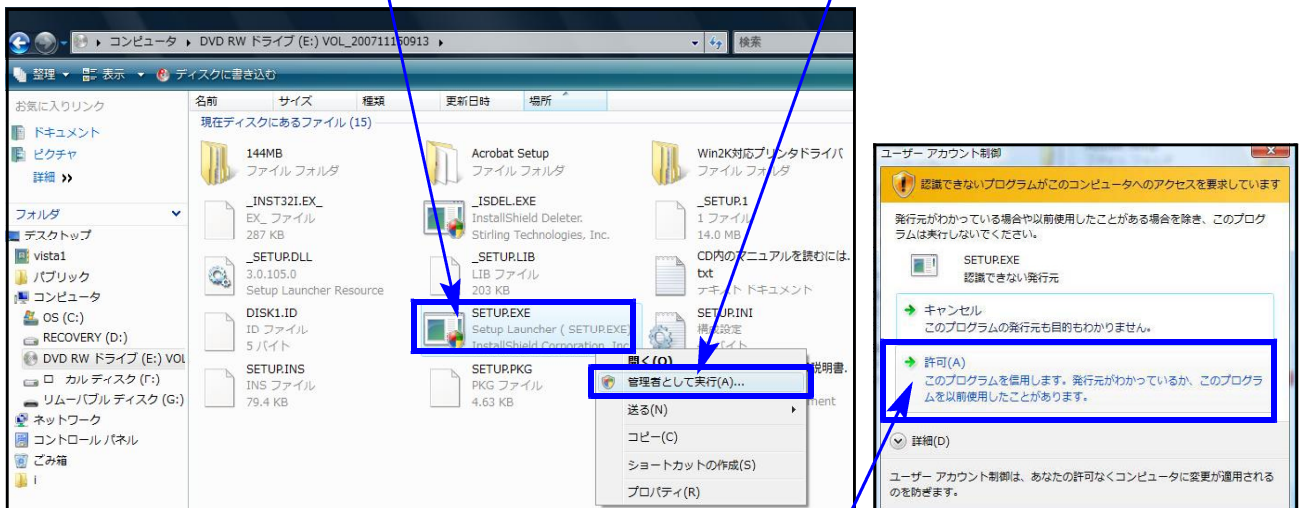 コンピュータ ▸ DVD RW ドライブ (E:) VOL_200711150913 ▸
検索
整理 表示 ディスクに書き込む
お気に入りリンク
ドキュメント
ピクチャ
詳細 »
フォルダ
デスクトップ
vista1
パブリック
コンピュータ
OS (C:)
RECOVERY (D:)
DVD RW ドライブ (E:) VOL
カル ディスク (F:)
リムーバブル ディスク (G:)
ネットワーク
コントロール パネル
ごみ箱
i
名前 サイズ 種類 更新日時 場所
現在ディスクにあるファイル (15)
144MB
ファイル フォルダ
Acrobat Setup
ファイル フォルダ
Win2K対応プリンタドライバ
ファイル フォルダ
_INST32I.EX_
EX_ ファイル
287 KB
_ISDEL.EXE
InstallShield Deleter.
Stirling Technologies, Inc.
_SETUP.1
1 ファイル
14.0 MB
_SETUP.DLL
3.0.105.0
Setup Launcher Resource
_SETUP.LIB
LIB ファイル
203 KB
CD内のマニュアルを読むには.
txt
テキスト ドキュメント
DISK1.ID
ID ファイル
5 バイト
SETUP.EXE
Setup Launcher ( SETUP.EXE)
InstallShield Corporation, Inc.
SETUP.INI
構成設定
バイト
SETUP.INS
INS ファイル
79.4 KB
SETUP.PKG
PKG ファイル
4.63 KB
説明書.
ment
開く(O)
管理者として実行(A)...
送る(N)
コピー(C)
ショートカットの作成(S)
プロパティ(R)
ユーザー アカウント制御
認識できないプログラムがこのコンピュータへのアクセスを要求しています
発行元がわかっている場合や以前使用したことがある場合を除き、このプログ
ラムは実行しないでください。
SETUP.EXE
認識できない発行元
キャンセル
このプログラムの発行元も目的もわかりません。
許可(A)
このプログラムを信用します。発行元がわかっているか、このプログラ
ムを以前使用したことがあります。
詳細(D)
ユーザー アカウント制御は、あなたの許可なくコンピュータに変更が適用される
のを防ぎます。